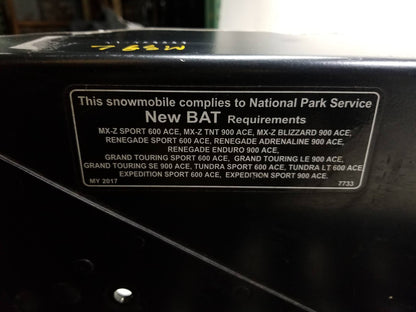 This snowmobile complies to National Park Service
New BAT Requirements
MX-Z SPORT 600 ACE, MX-Z TNT 900 ACE, MX-Z BLIZZARD 900 ACE,
RENEGADE SPORT 600 ACE, RENEGADE ADRENALINE 900 ACE,
RENEGADE ENDURO 900 ACE,
GRAND TOURING SPORT 600 ACE, GRAND TOURING LE 900 ACE,
GRAND TOURING SE 900 ACE, TUNDRA SPORT 600 ACE, TUNDRA LT 600 ACE
EXPEDITION SPORT 600 ACE, EXPEDITION SPORT 900 ACE.
MY 2017 7733